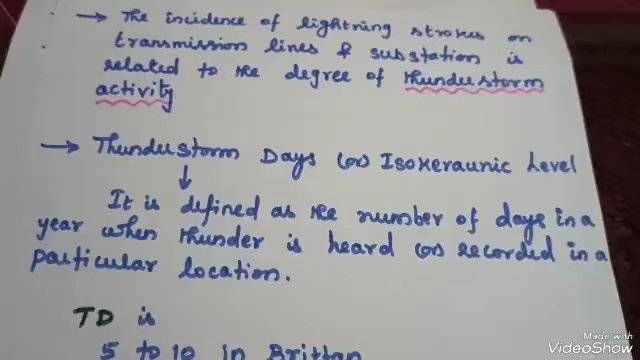 → The incidence of lightning strokes on
transmission lines & substation is
related to the degree of thunderstorm
activity
→ Thunderstorm Days (or) Isokeraunic Level
↓
It is defined as the number of days in a
year when thunder is heard (or) recorded in a
particular location.
TD is
5 to 10 in Brittan
Made with
VideoShow